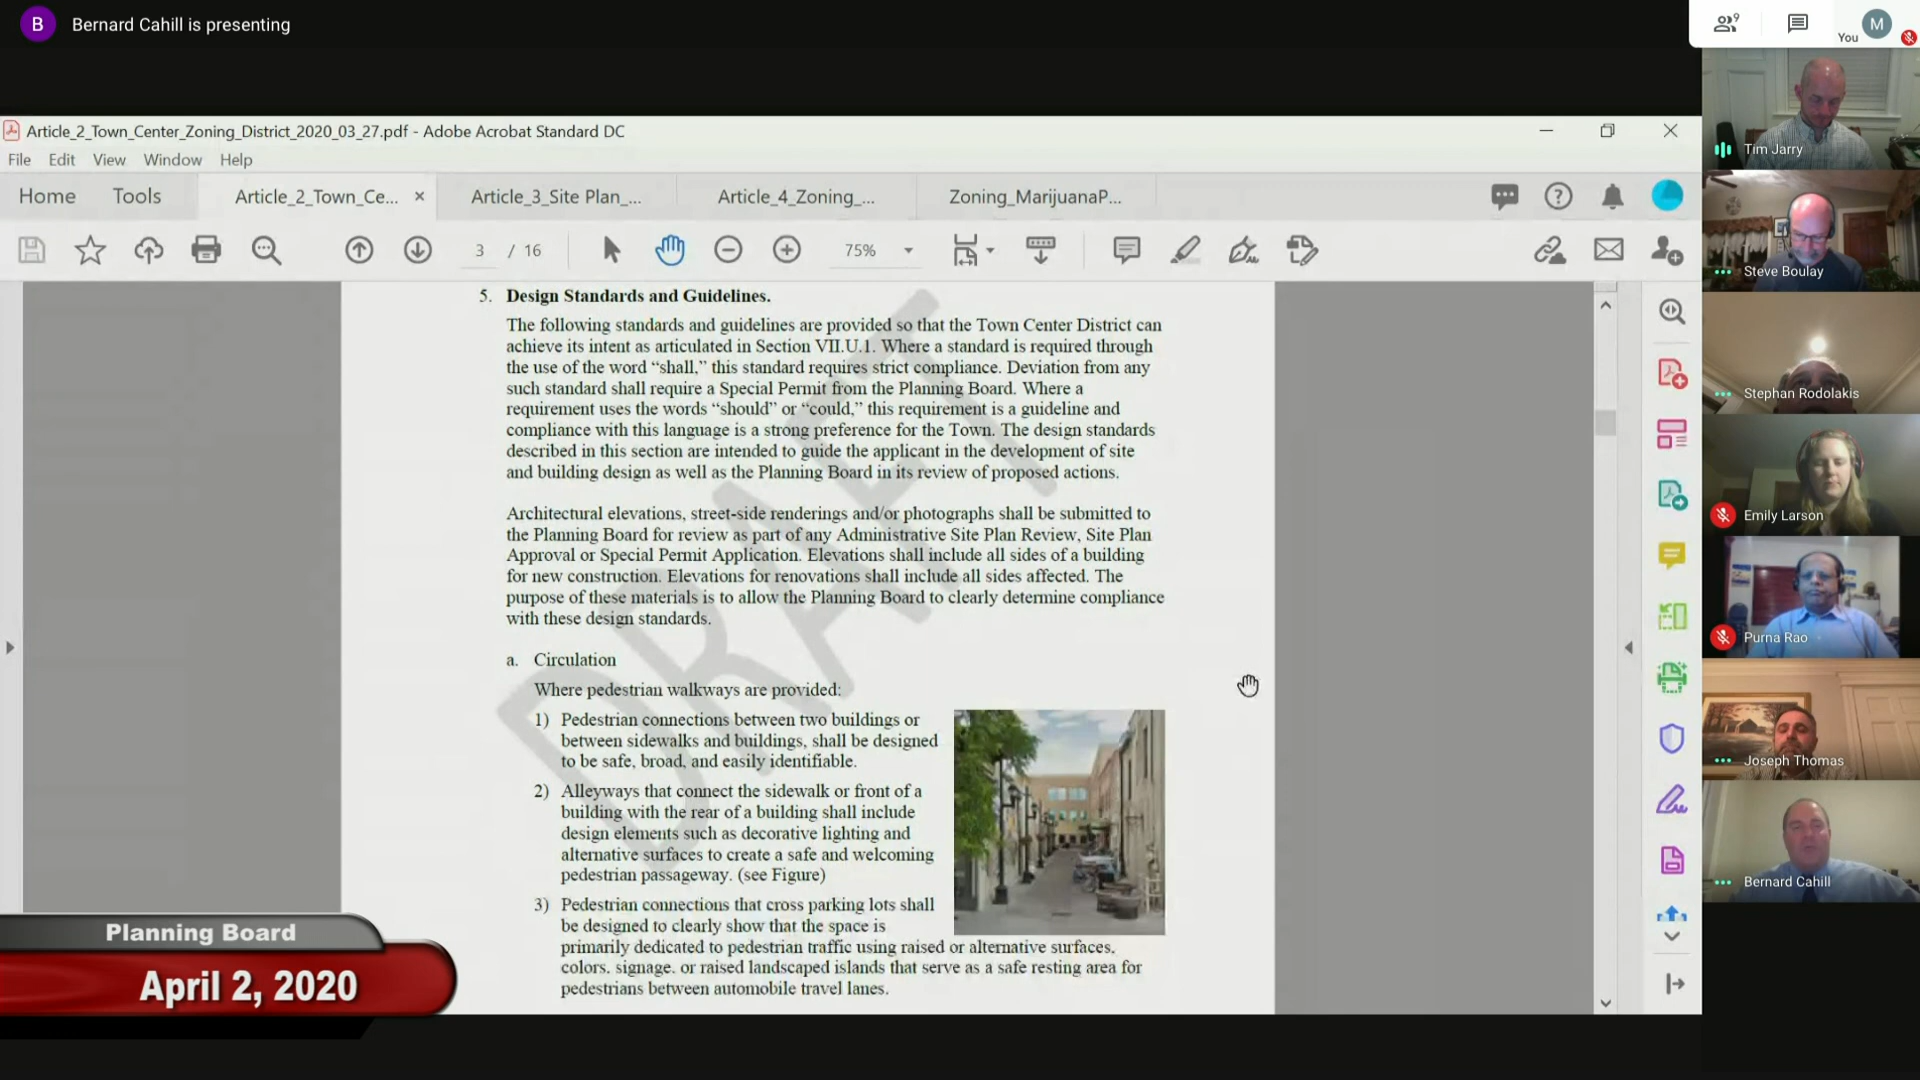 B Bernard Cahill is presenting
9
You M
Article_2_Town_Center_Zoning_District_2020_03_27.pdf - Adobe Acrobat Standard DC
File Edit View Window Help
Home Tools Article_2_Town_Ce... × Article_3_Site Plan_... Article_4_Zoning_... Zoning_MarijuanaP...
3 / 16 75%
5. Design Standards and Guidelines.
The following standards and guidelines are provided so that the Town Center District can
achieve its intent as articulated in Section VII.U.1. Where a standard is required through
the use of the word “shall,” this standard requires strict compliance. Deviation from any
such standard shall require a Special Permit from the Planning Board. Where a
requirement uses the words “should” or “could,” this requirement is a guideline and
compliance with this language is a strong preference for the Town. The design standards
described in this section are intended to guide the applicant in the development of site
and building design as well as the Planning Board in its review of proposed actions.
Architectural elevations, street-side renderings and/or photographs shall be submitted to
the Planning Board for review as part of any Administrative Site Plan Review, Site Plan
Approval or Special Permit Application. Elevations shall include all sides of a building
for new construction. Elevations for renovations shall include all sides affected. The
purpose of these materials is to allow the Planning Board to clearly determine compliance
with these design standards.
a. Circulation
Where pedestrian walkways are provided:
1) Pedestrian connections between two buildings or
between sidewalks and buildings, shall be designed
to be safe, broad, and easily identifiable.
2) Alleyways that connect the sidewalk or front of a
building with the rear of a building shall include
design elements such as decorative lighting and
alternative surfaces to create a safe and welcoming
pedestrian passageway. (see Figure)
3) Pedestrian connections that cross parking lots shall
be designed to clearly show that the space is
primarily dedicated to pedestrian traffic using raised or alternative surfaces,
colors, signage, or raised landscaped islands that serve as a safe resting area for
pedestrians between automobile travel lanes.
DRAFT
Tim Jarry
Steve Boulay
Stephan Rodolakis
Emily Larson
Purna Rao
Joseph Thomas
Bernard Cahill
Planning Board
April 2, 2020